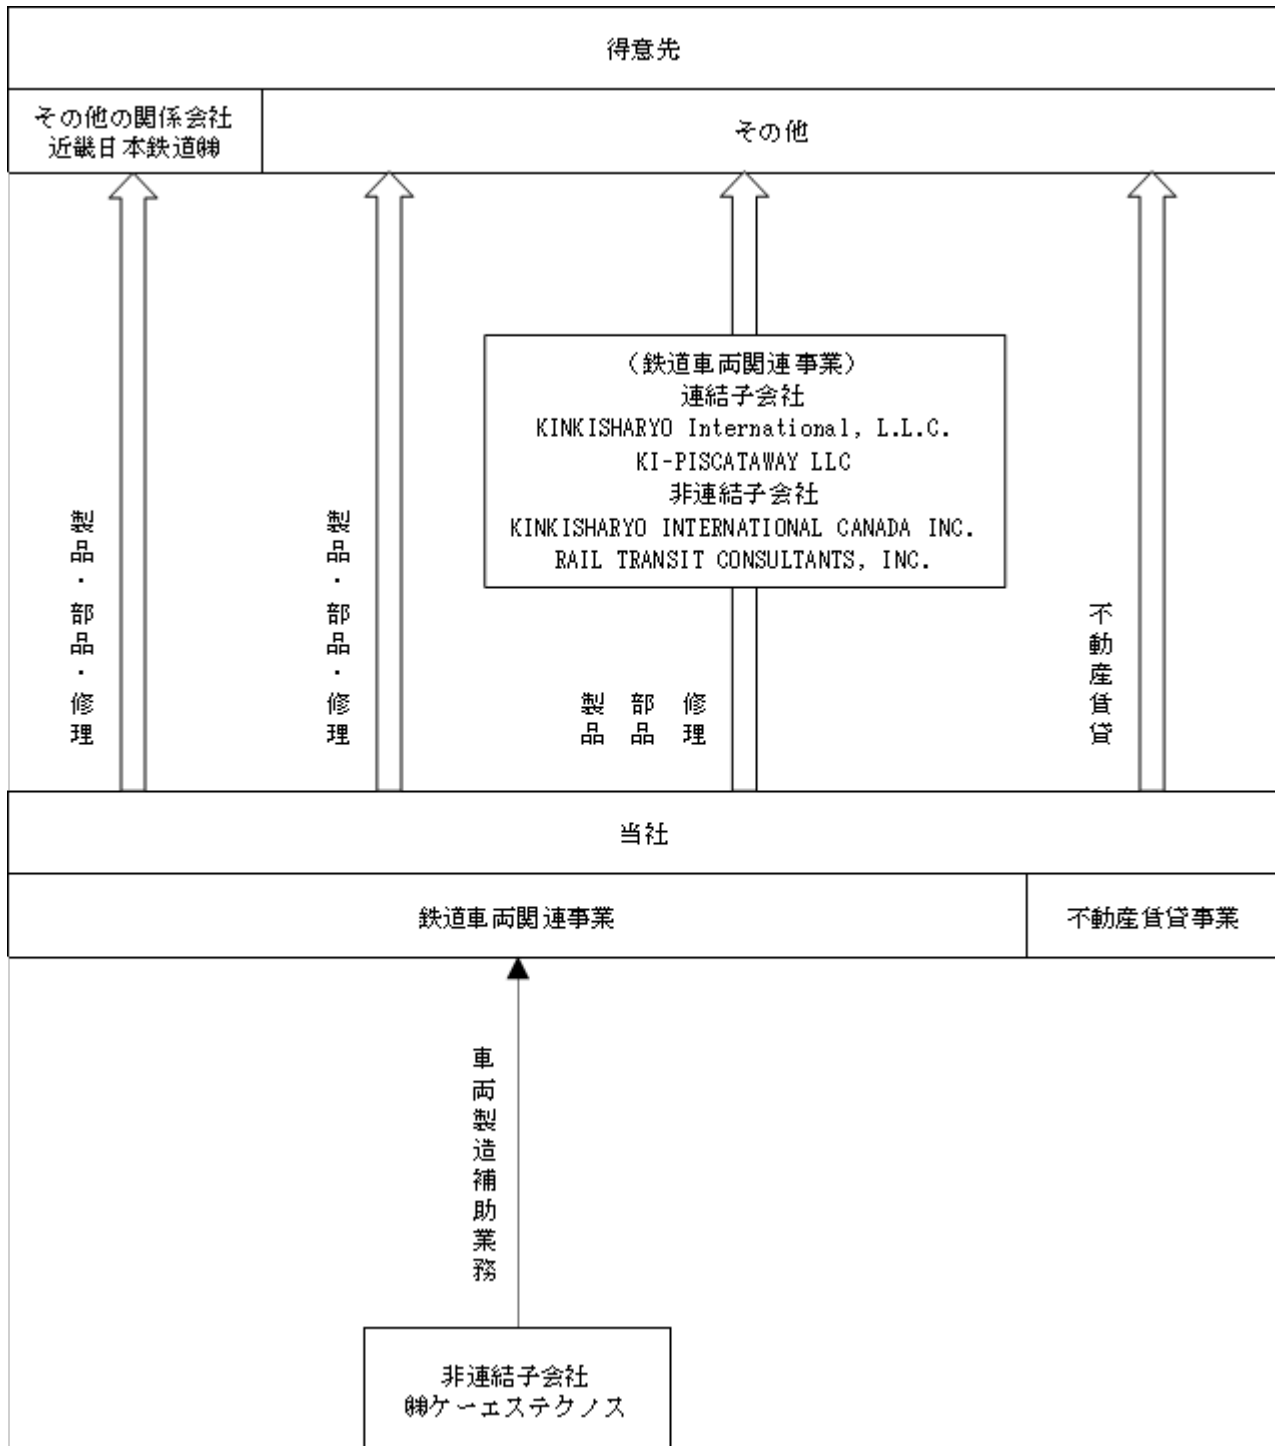 得意先
その他の関係会社
近畿日本鉄道㈱
その他
(鉄道車両関連事業)
連結子会社
KINKISHARYO International, L.L.C.
KI-PISCATAWAY LLC
非連結子会社
KINKISHARYO INTERNATIONAL CANADA INC.
RAIL TRANSIT CONSULTANTS, INC.
製品・部品・修理
製品・部品・修理
製品
部品
修理
不動産賃貸
当社
鉄道車両関連事業
不動産賃貸事業
車両製造補助業務
非連結子会社
㈱ケーエステクノス